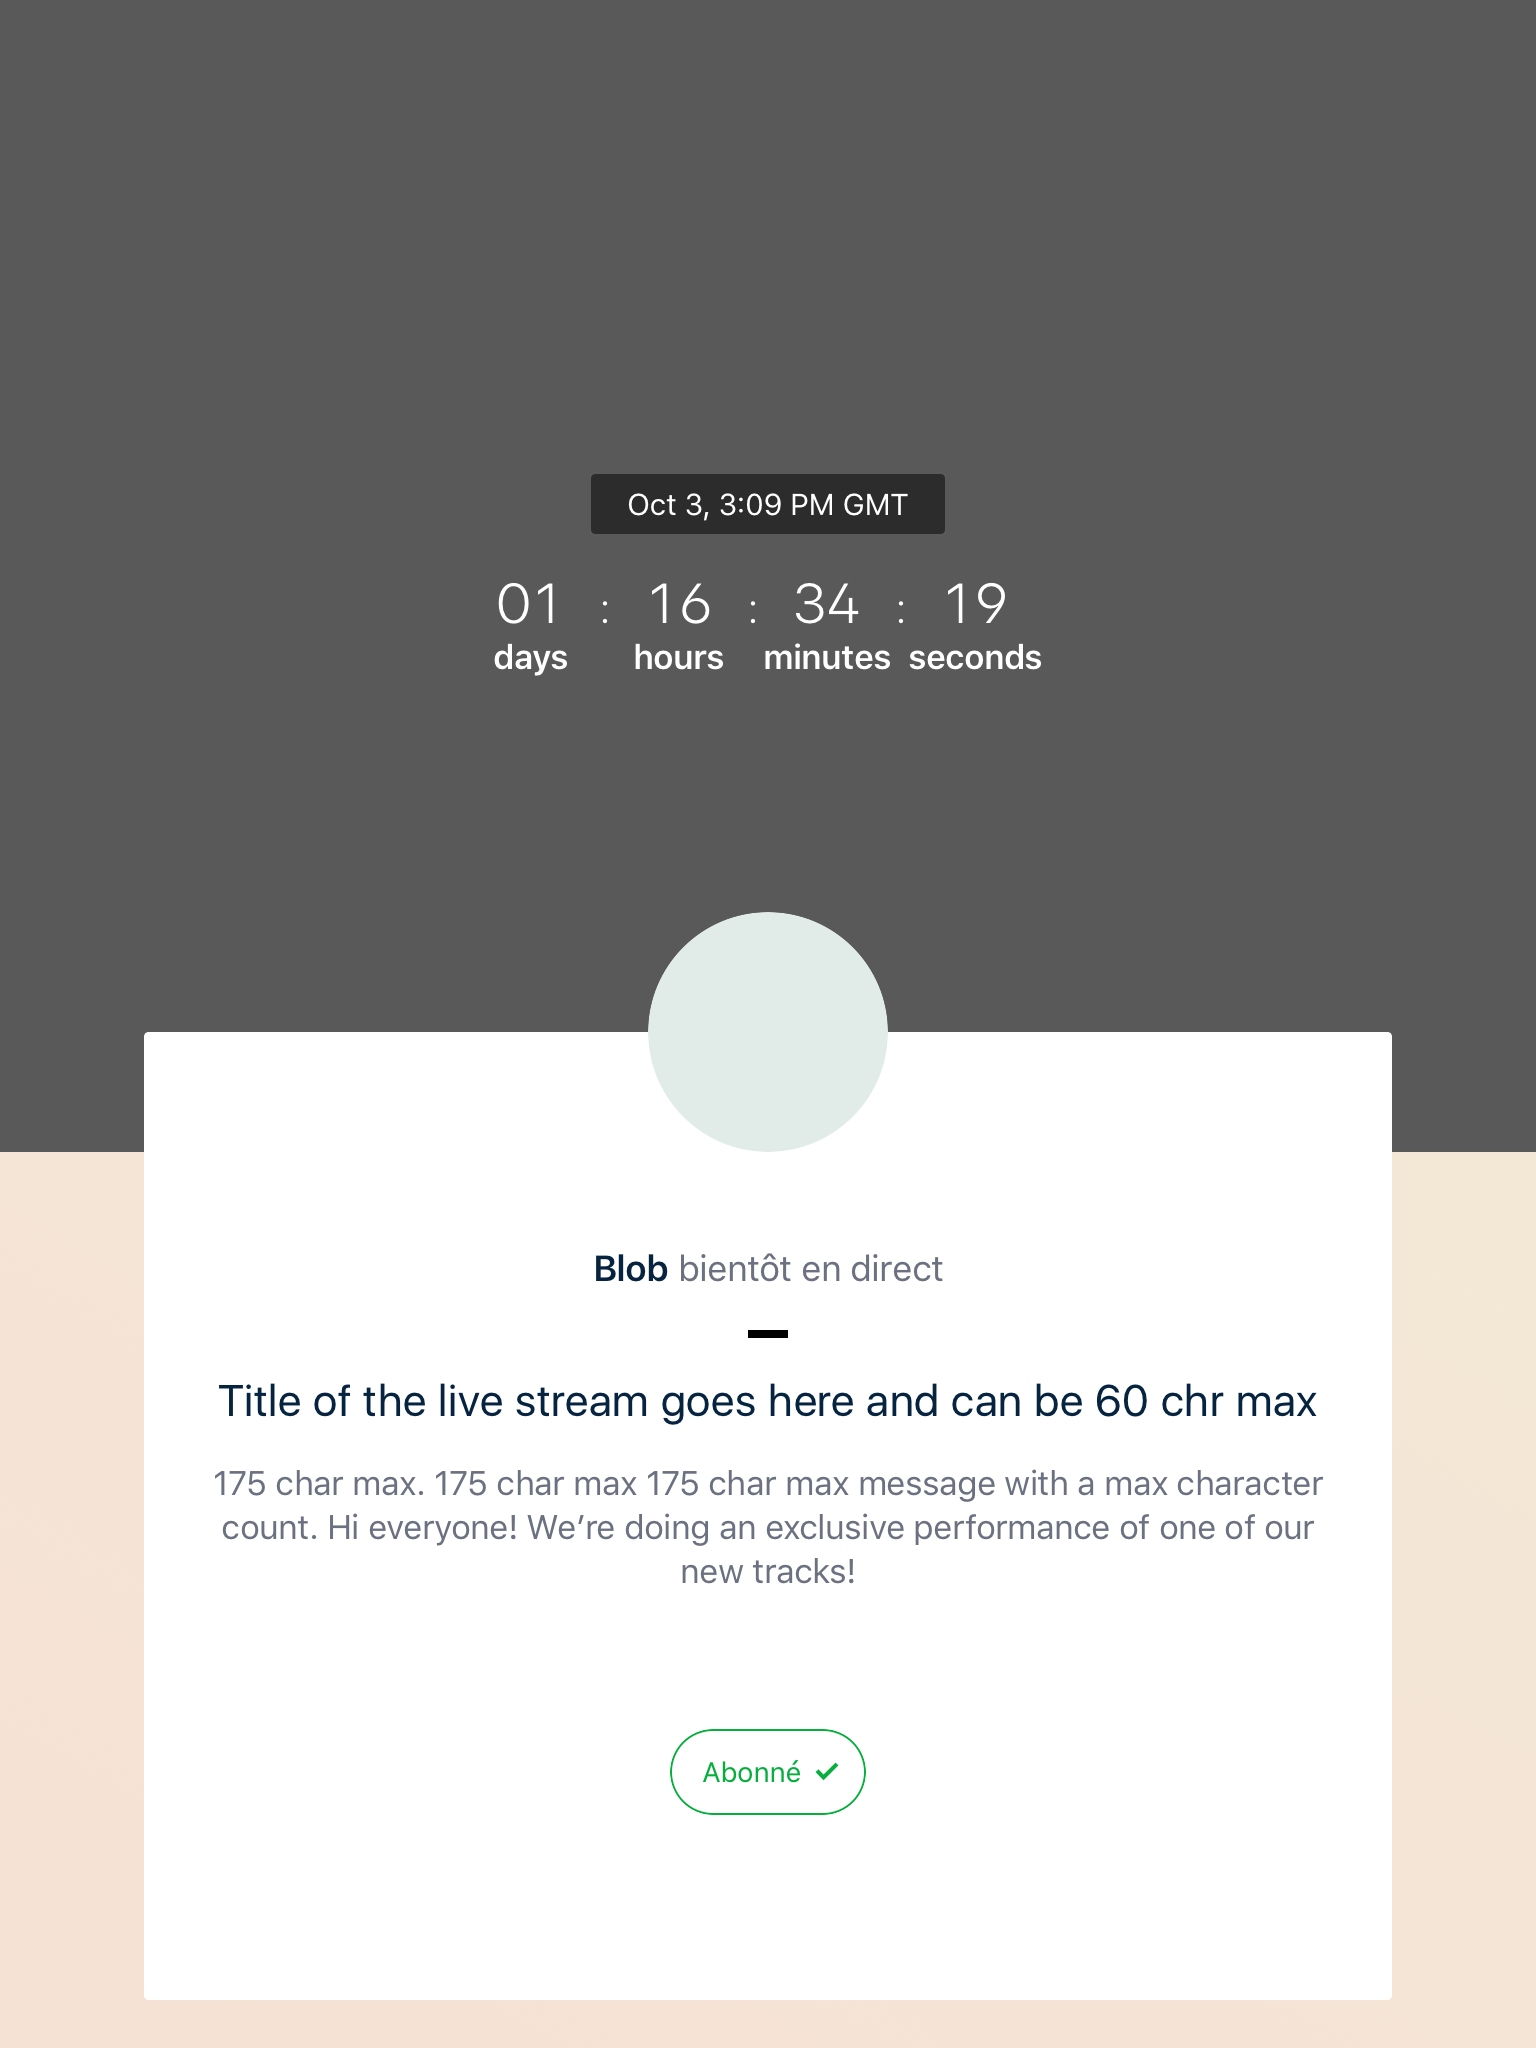 Oct 3, 3:09 PM GMT
01 : 16 : 34 : 19
days hours minutes seconds
Blob bientôt en direct
Title of the live stream goes here and can be 60 chr max
175 char max. 175 char max 175 char max message with a max character
count. Hi everyone! We’re doing an exclusive performance of one of our
new tracks!
Abonné